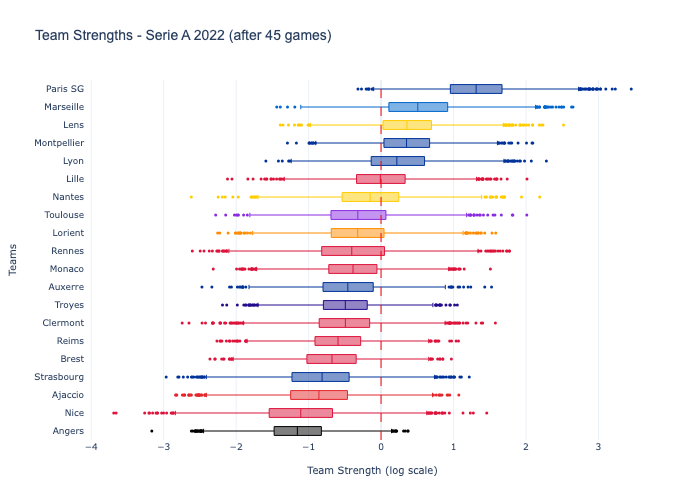 Team Strengths - Serie A 2022 (after 45 games)
Paris SG
Marseille
Lens
Montpellier
Lyon
Lille
Nantes
Toulouse
Lorient
Rennes
Monaco
Auxerre
Troyes
Clermont
Reims
Brest
Strasbourg
Ajaccio
Nice
Angers
Teams
−4 −3 −2 −1 0 1 2 3
Team Strength (log scale)